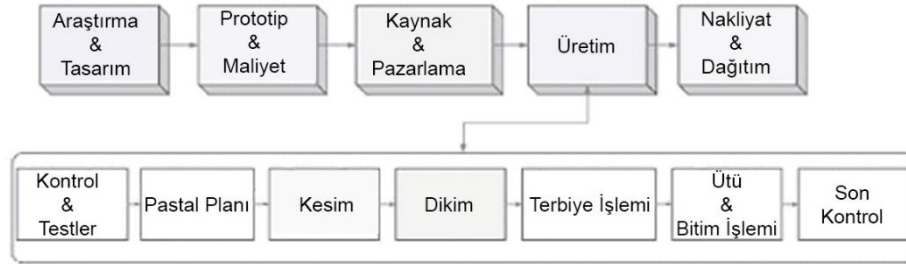 Araştırma
&
Tasarım
Prototip
&
Maliyet
Kaynak
&
Pazarlama
Üretim
Nakliyat
&
Dağıtım
Kontrol
&
Testler
Pastal Planı
Kesim
Dikim
Terbiye İşlemi
Ütü
&
Bitim İşlemi
Son
Kontrol